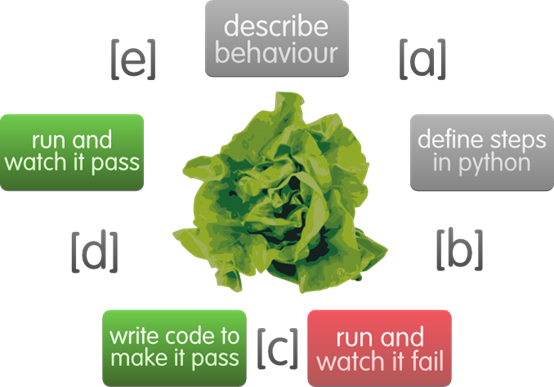 describe
behaviour
[a]
define steps
in python
[b]
run and
watch it fail
[c]
write code to
make it pass
[d]
run and
watch it pass
[e]